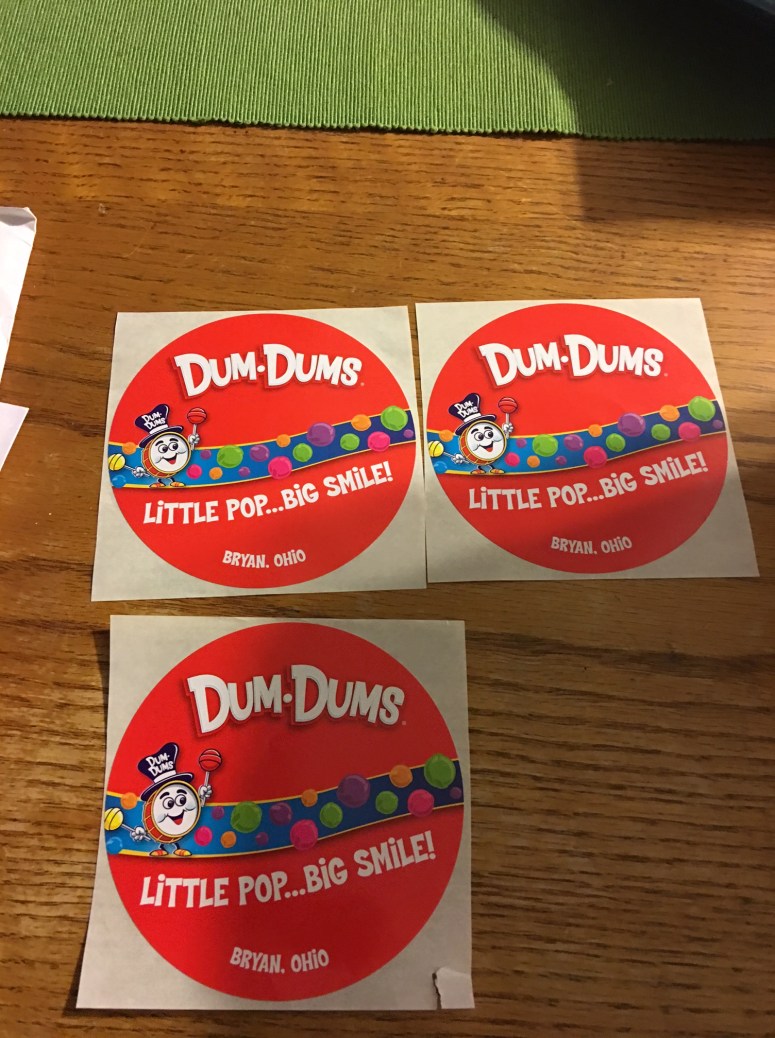 DUM·DUMS®
DUM-
DUMS
LiTTLE POP...BiG SMiLE!
BRYAN, OHiO
DUM·DUMS®
DUM-
DUMS
LiTTLE POP...BiG SMiLE!
BRYAN, OHiO
DUM·DUMS®
DUM-
DUMS
LiTTLE POP...BiG SMiLE!
BRYAN, OHiO